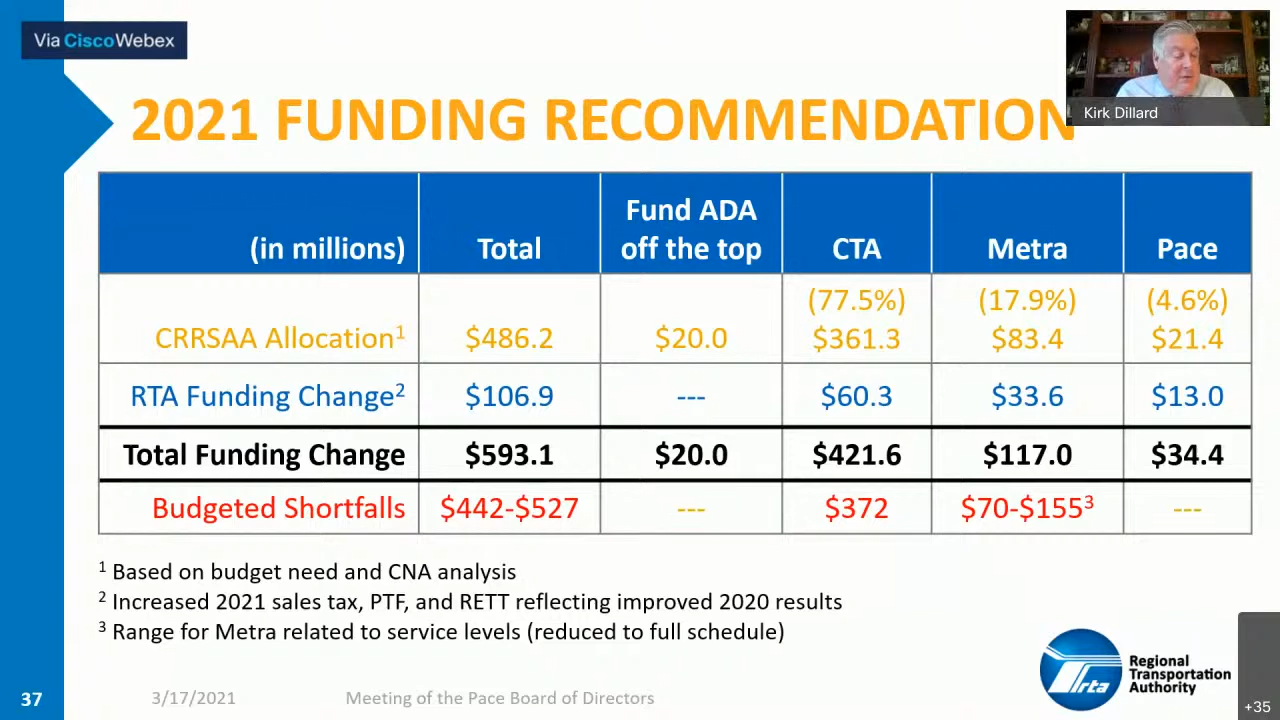 Via CiscoWebex
Kirk Dillard
2021 FUNDING RECOMMENDATION
(in millions) Total Fund ADA off the top CTA Metra Pace
(77.5%) (17.9%) (4.6%)
CRRSAA Allocation1 $486.2 $20.0 $361.3 $83.4 $21.4
RTA Funding Change2 $106.9 --- $60.3 $33.6 $13.0
Total Funding Change $593.1 $20.0 $421.6 $117.0 $34.4
Budgeted Shortfalls $442-$527 --- $372 $70-$1553 ---
1 Based on budget need and CNA analysis
2 Increased 2021 sales tax, PTF, and RETT reflecting improved 2020 results
3 Range for Metra related to service levels (reduced to full schedule)
rta
Regional
Transportation
Authority
37 3/17/2021 Meeting of the Pace Board of Directors
+35